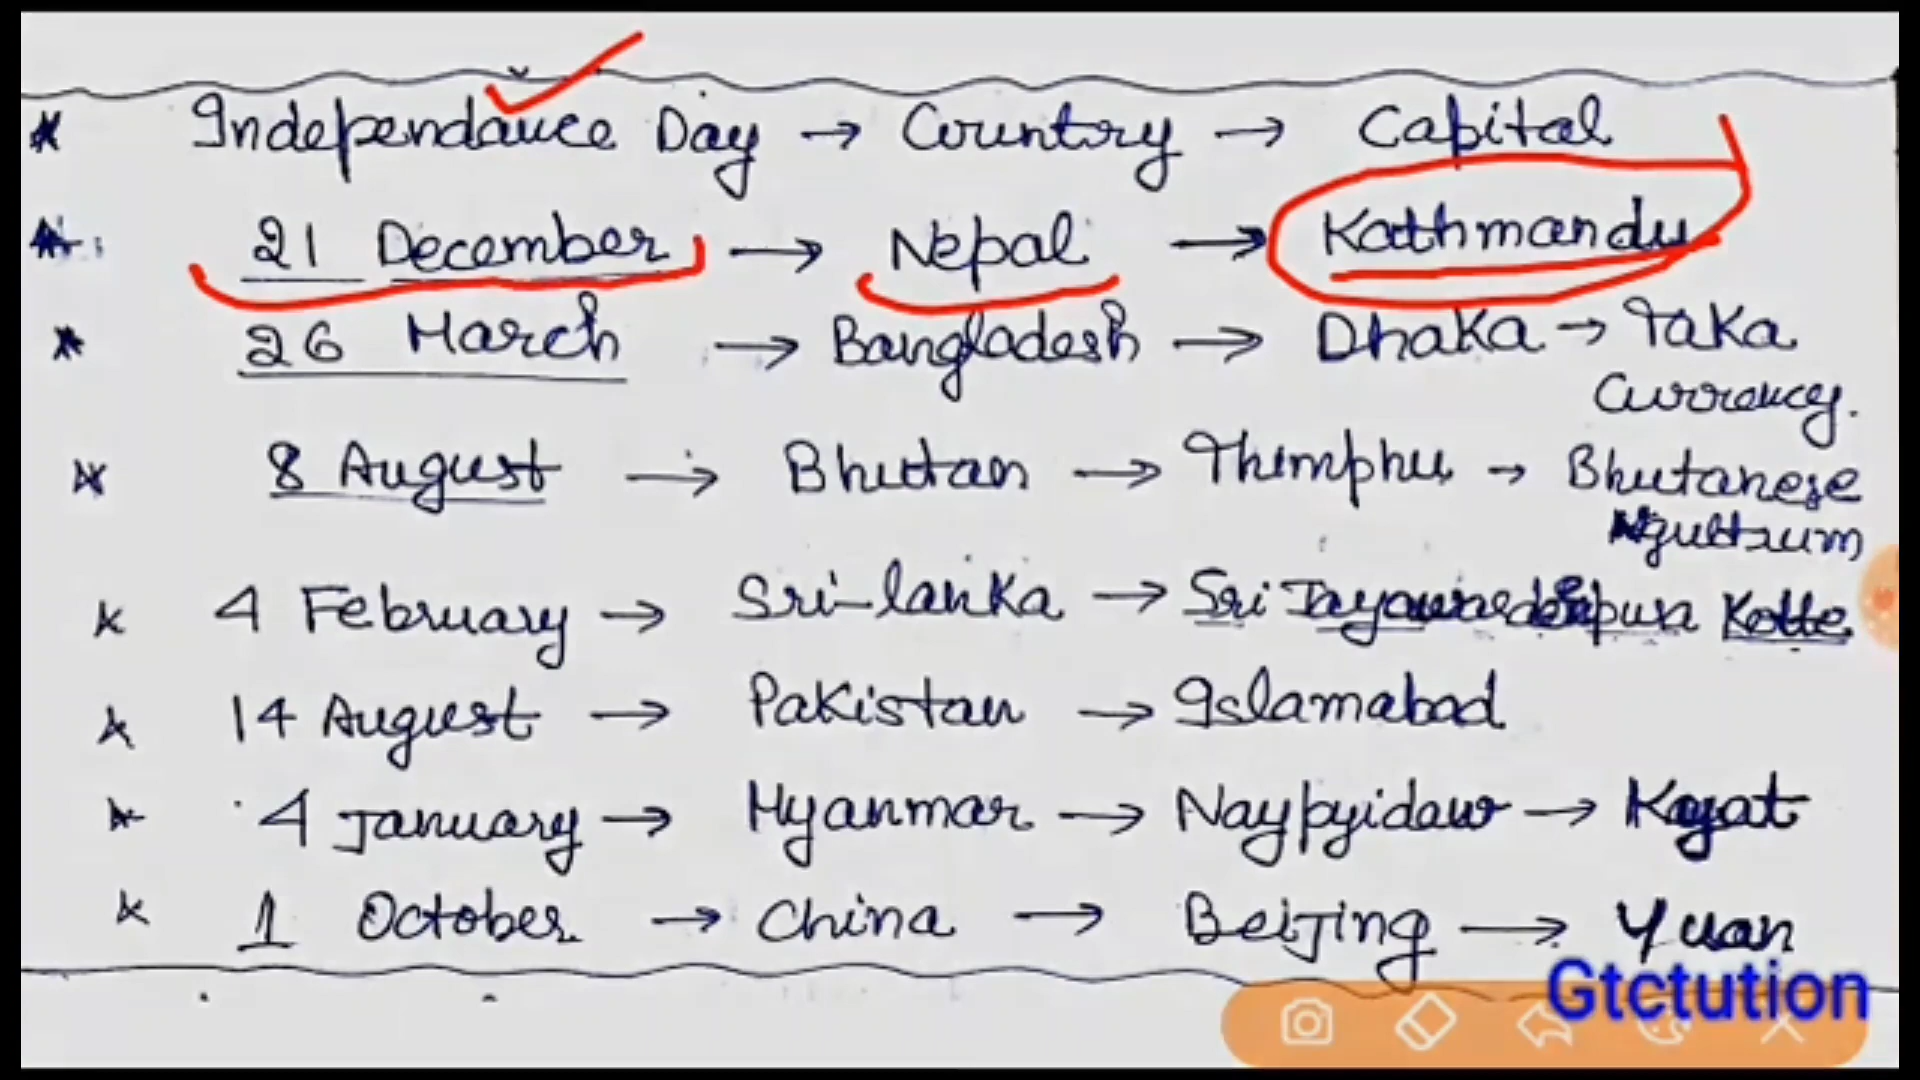 * Independance Day → Country → Capital
* 21 December → Nepal → Kathmandu
* 26 March → Bangladesh → Dhaka → Taka
Currency.
* 8 August → Bhutan → Thimphu → Bhutanese
Ngultrum
* 4 February → Sri-lanka → Sri Kotte
* 14 August → Pakistan → Islamabad
* 4 January → Myanmar → Naypyidaw → Kyat
* 1 October → China → Beijing → Yuan
Gtctution